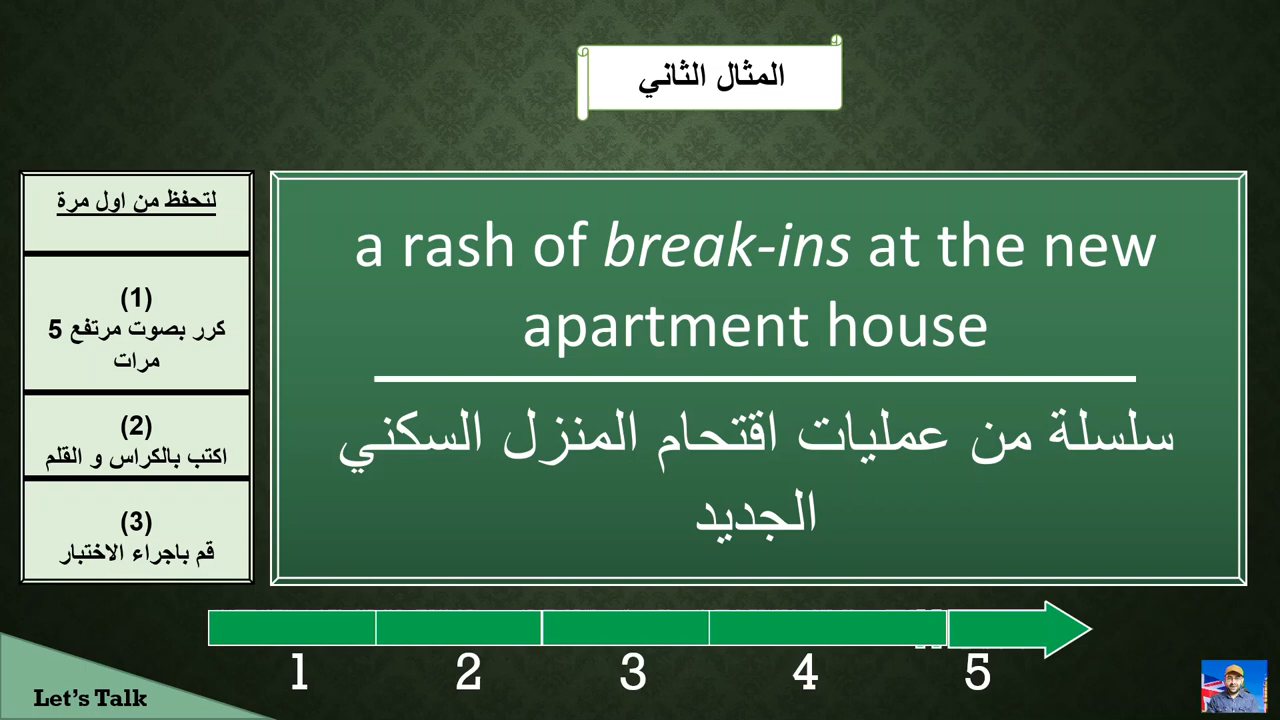 المثال الثاني
لتحفظ من اول مرة
(1)
كرر بصوت مرتفع 5
مرات
(2)
اكتب بالكراس و القلم
(3)
قم باجراء الاختبار
a rash of break-ins at the new
apartment house
سلسلة من عمليات اقتحام المنزل السكني
الجديد
1 2 3 4 5
Let's Talk